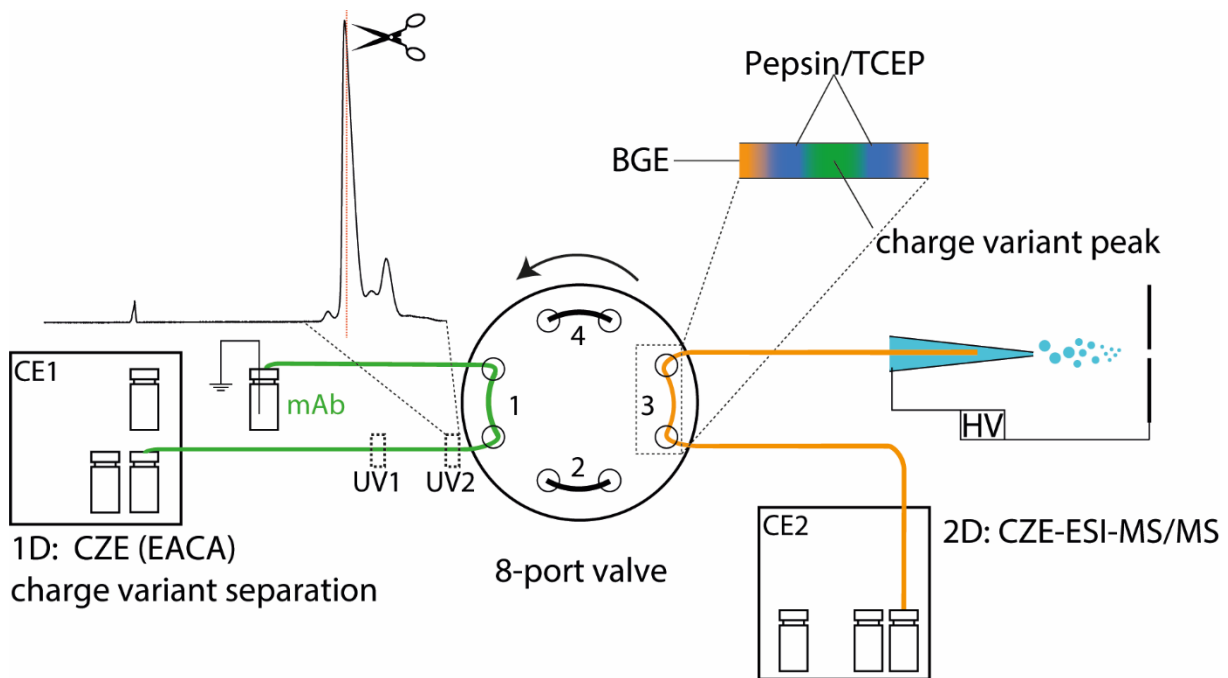 Pepsin/TCEP
BGE
charge variant peak
CE1
mAb
4
1
3
2
UV1
UV2
HV
1D: CZE (EACA)
charge variant separation
8-port valve
CE2
2D: CZE-ESI-MS/MS